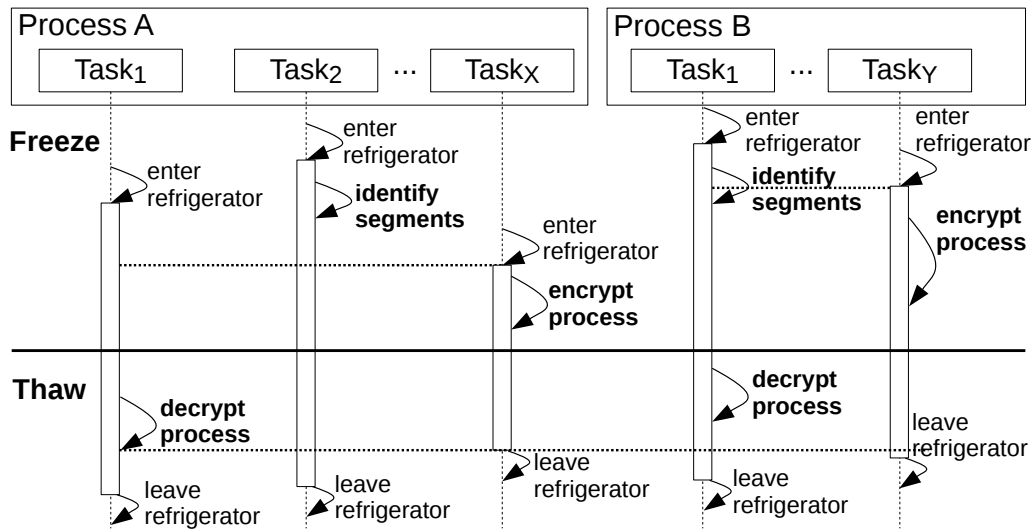 Process A
Process B
Task1
Task2
...
TaskX
Task1
...
TaskY
Freeze
enter
refrigerator
enter
refrigerator
identify
segments
enter
refrigerator
encrypt
process
enter
refrigerator
identify
segments
enter
refrigerator
encrypt
process
Thaw
decrypt
process
leave
refrigerator
leave
refrigerator
leave
refrigerator
decrypt
process
leave
refrigerator
leave
refrigerator